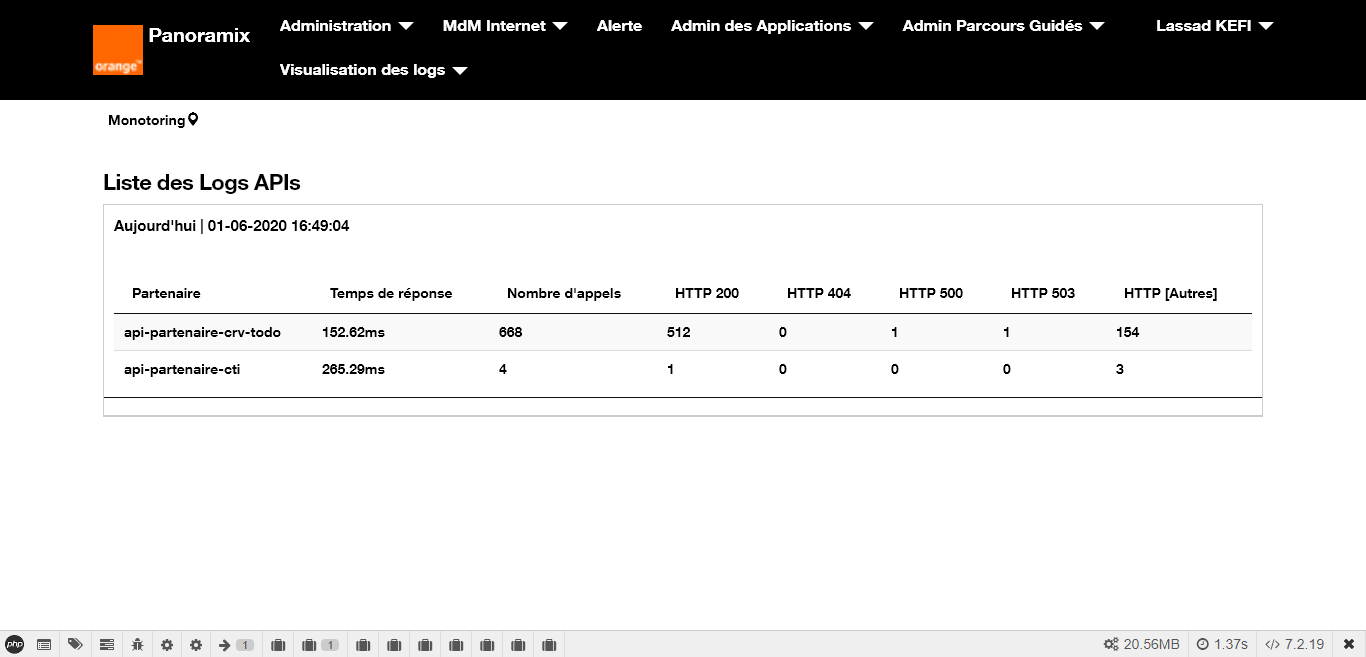 Administration MdM Internet Alerte Admin des Applications Admin Parcours Guidés Lassad KEFI
Panoramix
orange™
Visualisation des logs
Monotoring
Liste des Logs APIs
Aujourd'hui | 01-06-2020 16:49:04
Partenaire Temps de réponse Nombre d'appels HTTP 200 HTTP 404 HTTP 500 HTTP 503 HTTP [Autres]
api-partenaire-crv-todo 152.62ms 668 512 0 1 1 154
api-partenaire-cti 265.29ms 4 1 0 0 0 3
php 1 1 20.56MB 1.37s 7.2.19